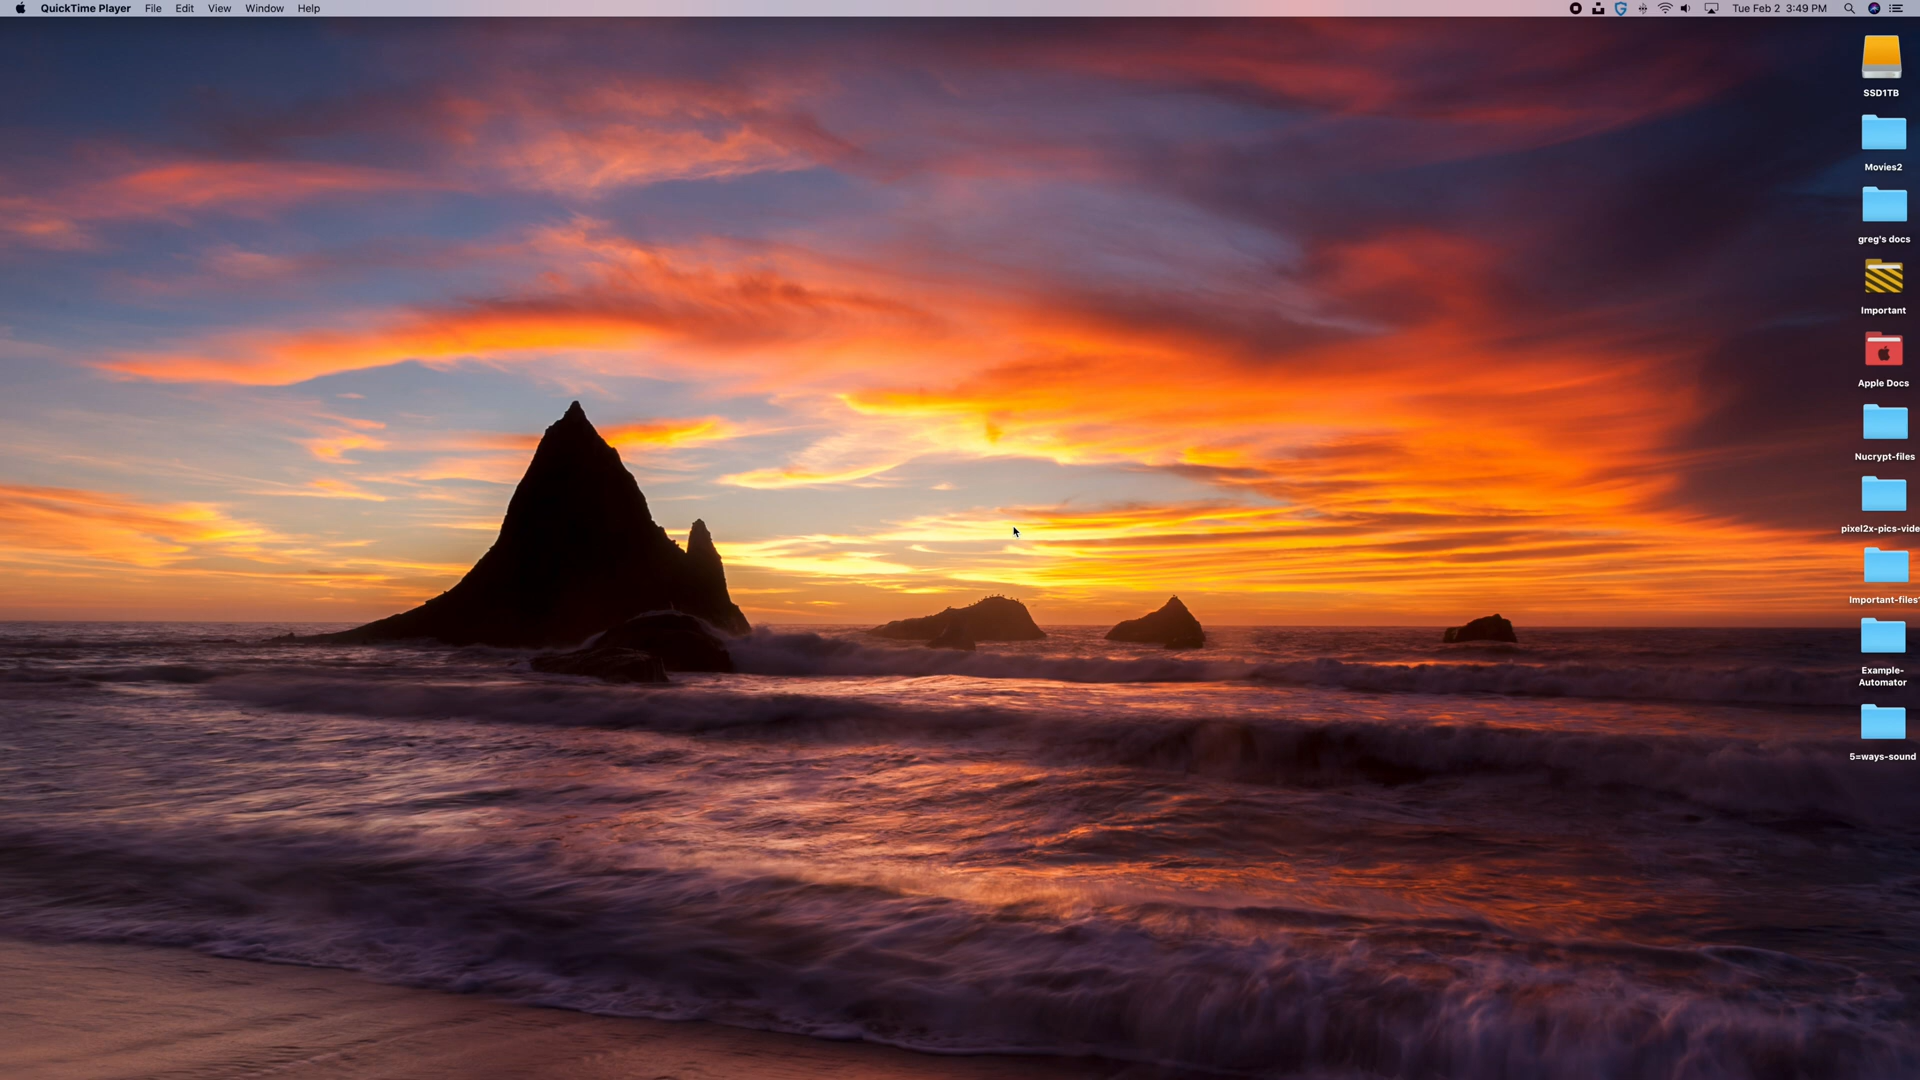 QuickTime Player File Edit View Window Help Tue Feb 2 3:49 PM
SSD1TB
Movies2
greg's docs
Important
Apple Docs
Nucrypt-files
pixel2x-pics-vide
Important-files
Example-
Automator
5=ways-sound